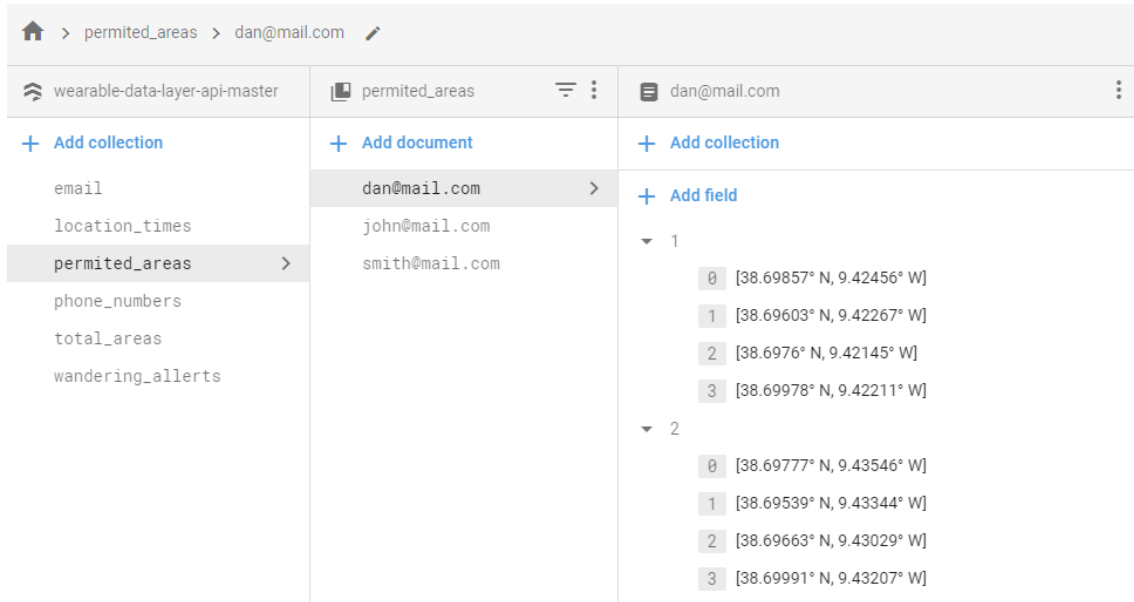 permited_areas > dan@mail.com
wearable-data-layer-api-master
Add collection
email
location_times
permited_areas
phone_numbers
total_areas
wandering_allerts
permited_areas
Add document
dan@mail.com
john@mail.com
smith@mail.com
dan@mail.com
Add collection
Add field
1
0 [38.69857° N, 9.42456° W]
1 [38.69603° N, 9.42267° W]
2 [38.6976° N, 9.42145° W]
3 [38.69978° N, 9.42211° W]
2
0 [38.69777° N, 9.43546° W]
1 [38.69539° N, 9.43344° W]
2 [38.69663° N, 9.43029° W]
3 [38.69991° N, 9.43207° W]